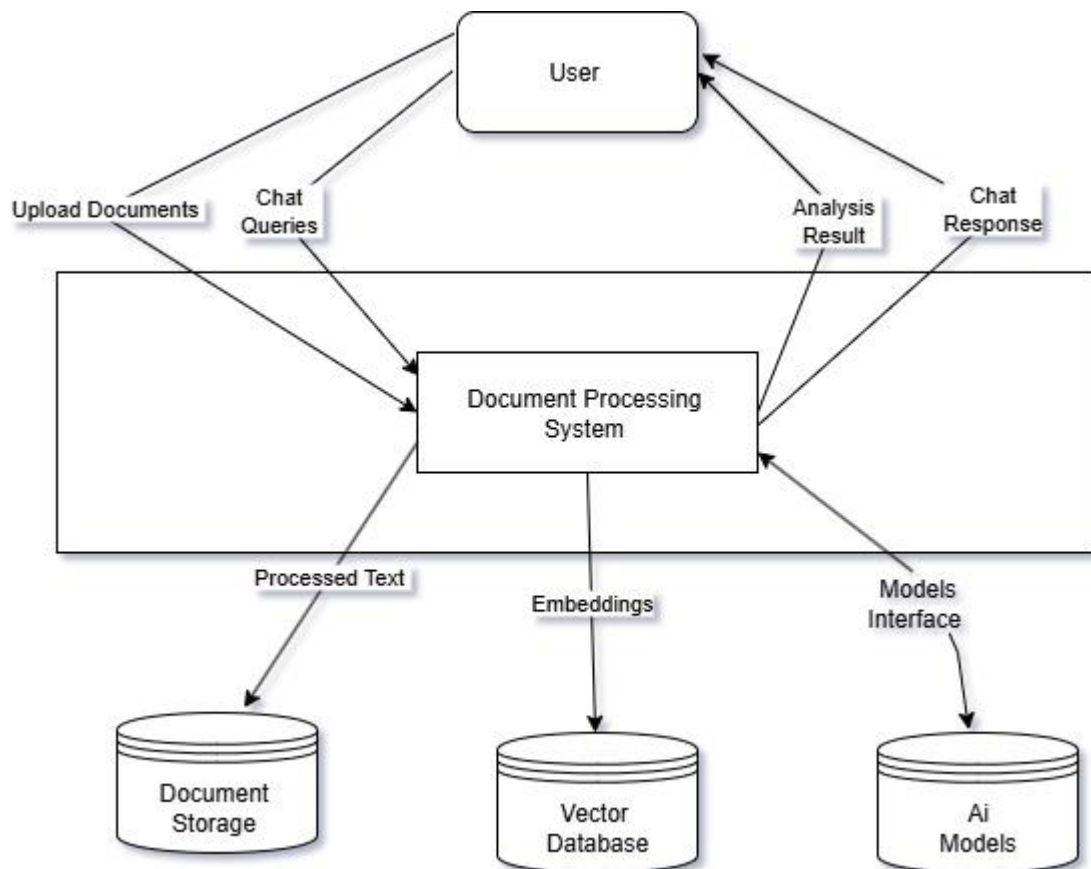 User
Upload Documents
Chat
Queries
Analysis
Result
Chat
Response
Document Processing
System
Processed Text
Embeddings
Models
Interface
Document
Storage
Vector
Database
Ai
Models